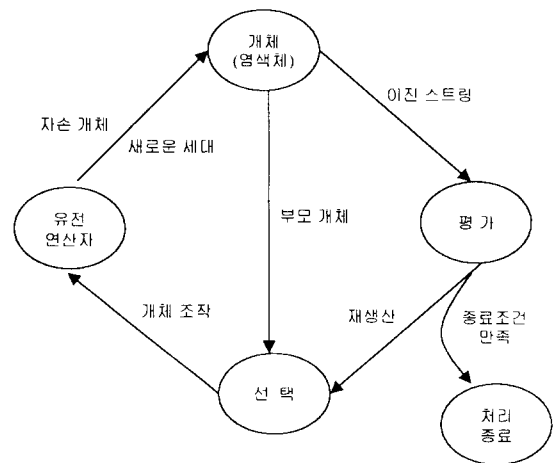 개체
(염색체)
이진 스트링
자손 개체
새로운 세대
유전
연산자
부모 개체
평 가
개체 조작
재생산
종료조건
만족
선 택
처리
종료